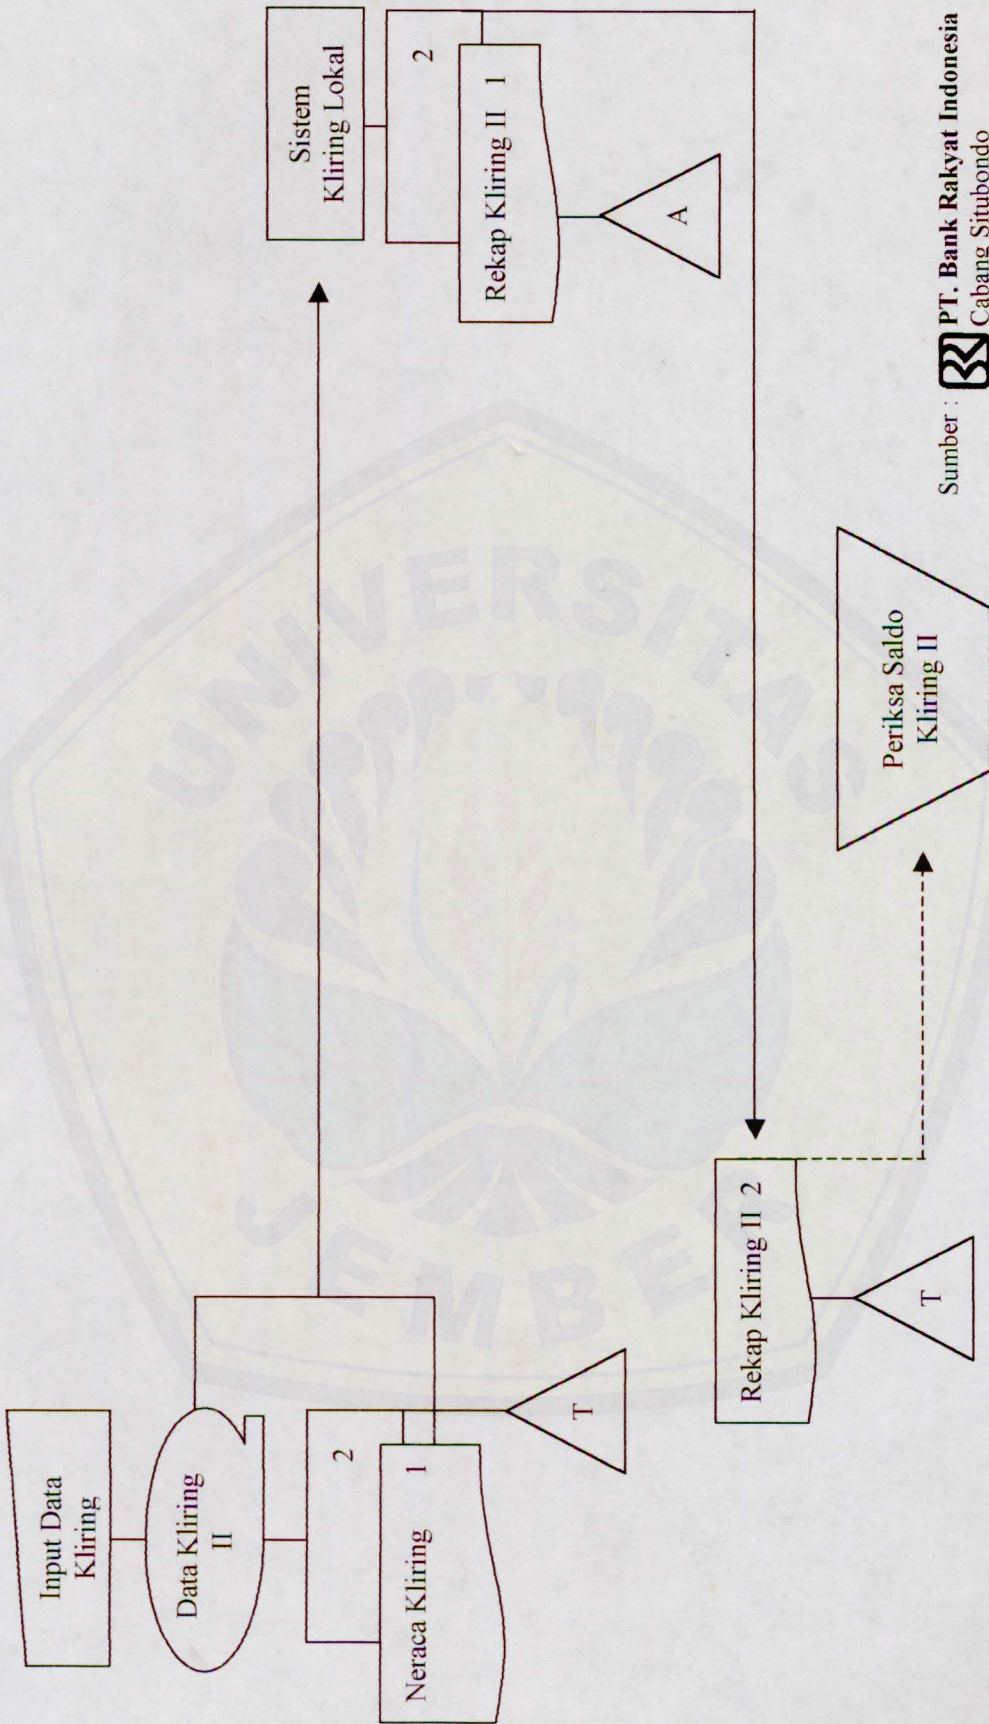 Input Data
Kliring
Data Kliring
II
2
Neraca Kliring 1
T
Sistem
Kliring Lokal
2
Rekap Kliring II 1
A
Rekap Kliring II 2
T
Periksa Saldo
Kliring II
Sumber : PT. Bank Rakyat Indonesia
Cabang Situbondo
UNIVERSITAS
JEMBER